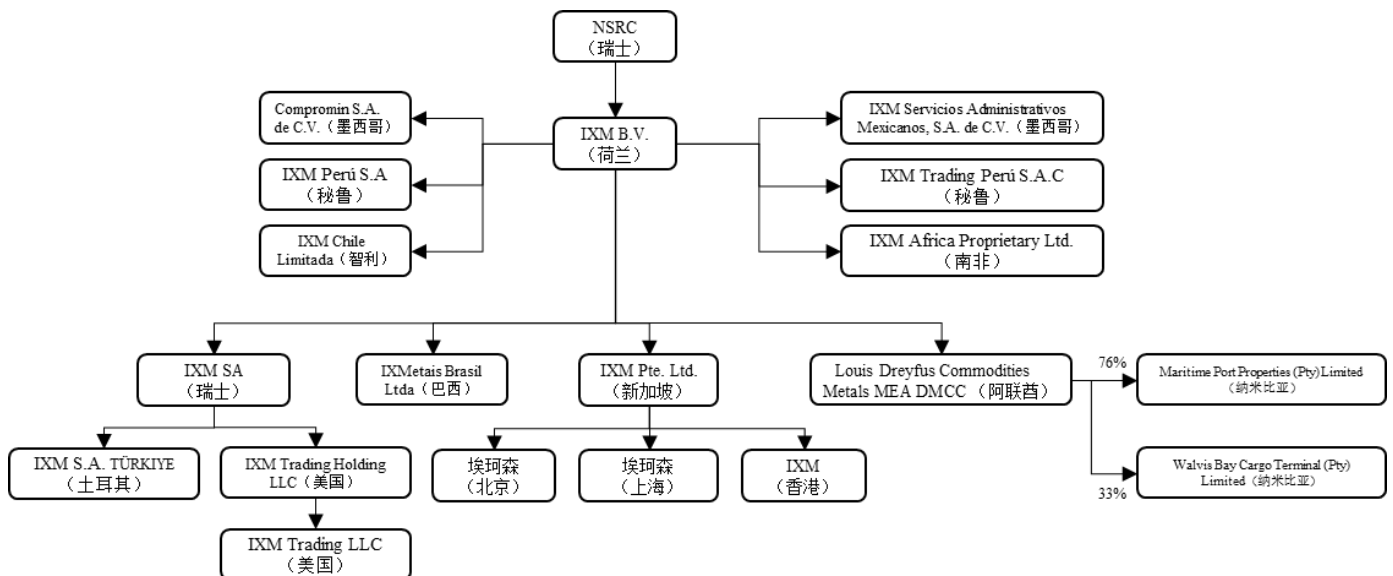 NSRC
（瑞士）
Compromin S.A.
de C.V.（墨西哥）
IXM B.V.
（荷兰）
IXM Servicios Administrativos
Mexicanos, S.A. de C.V.（墨西哥）
IXM Perú S.A
（秘鲁）
IXM Trading Perú S.A.C
（秘鲁）
IXM Chile
Limitada（智利）
IXM Africa Proprietary Ltd.
（南非）
IXM SA
（瑞士）
IXMetais Brasil
Ltda（巴西）
IXM Pte. Ltd.
（新加坡）
Louis Dreyfus Commodities
Metals MEA DMCC（阿联酋）
76%
Maritime Port Properties (Pty) Limited
（纳米比亚）
IXM S.A. TÜRKIYE
（土耳其）
IXM Trading Holding
LLC（美国）
埃珂森
（北京）
埃珂森
（上海）
IXM
（香港）
33%
Walvis Bay Cargo Terminal (Pty)
Limited（纳米比亚）
IXM Trading LLC
（美国）